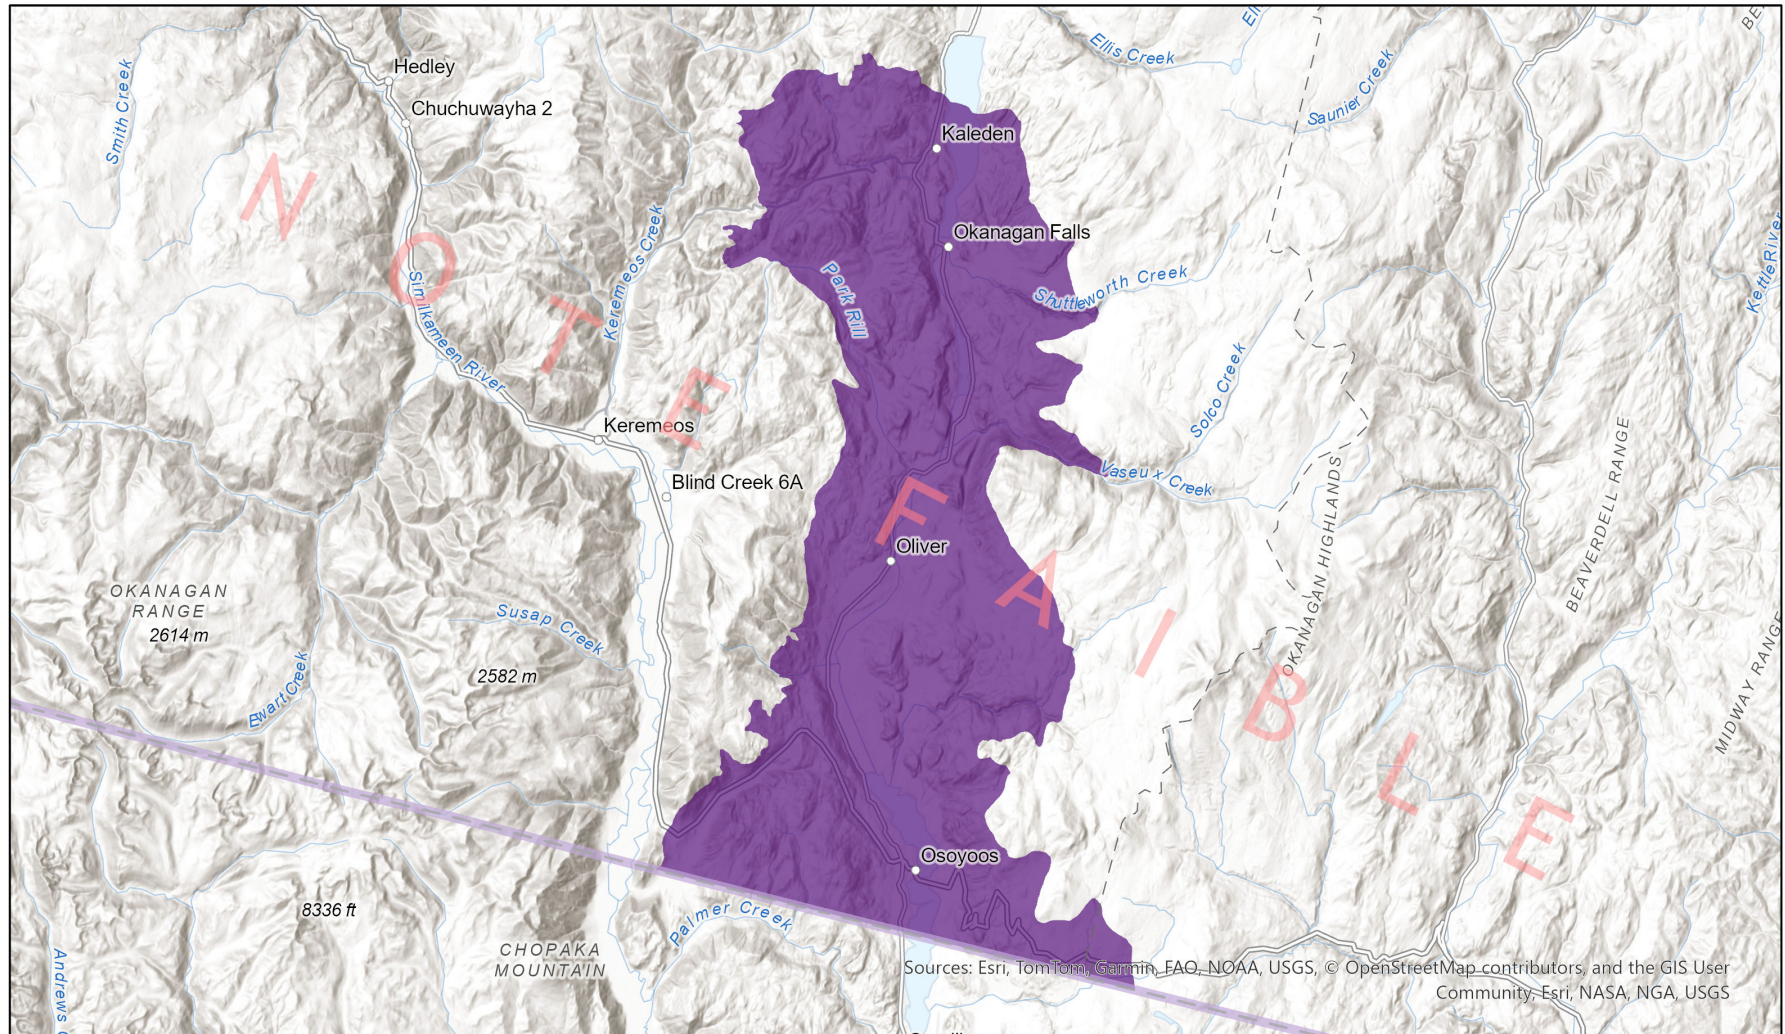 Ellis Creek
Hedley
Smith Creek
Chuchuwayha 2
Saunier Creek
Kaleden
Okanagan Falls
Kettle River
Keremeos Creek
Similkameen River
Park Rill
Shuttleworth Creek
Solco Creek
Keremeos
Blind Creek 6A
Vaseux Creek
OKANAGAN HIGHLANDS
BEAVERDELL RANGE
Oliver
OKANAGAN
RANGE
2614 m
Susap Creek
2582 m
Ewart Creek
MIDWAY RANGE
NOTE FAIBLE
Osoyoos
8336 ft
Palmer Creek
CHOPAKA
MOUNTAIN
Andrews
Sources: Esri, TomTom, Garmin, FAO, NOAA, USGS, © OpenStreetMap contributors, and the GIS User
Community, Esri, NASA, NGA, USGS